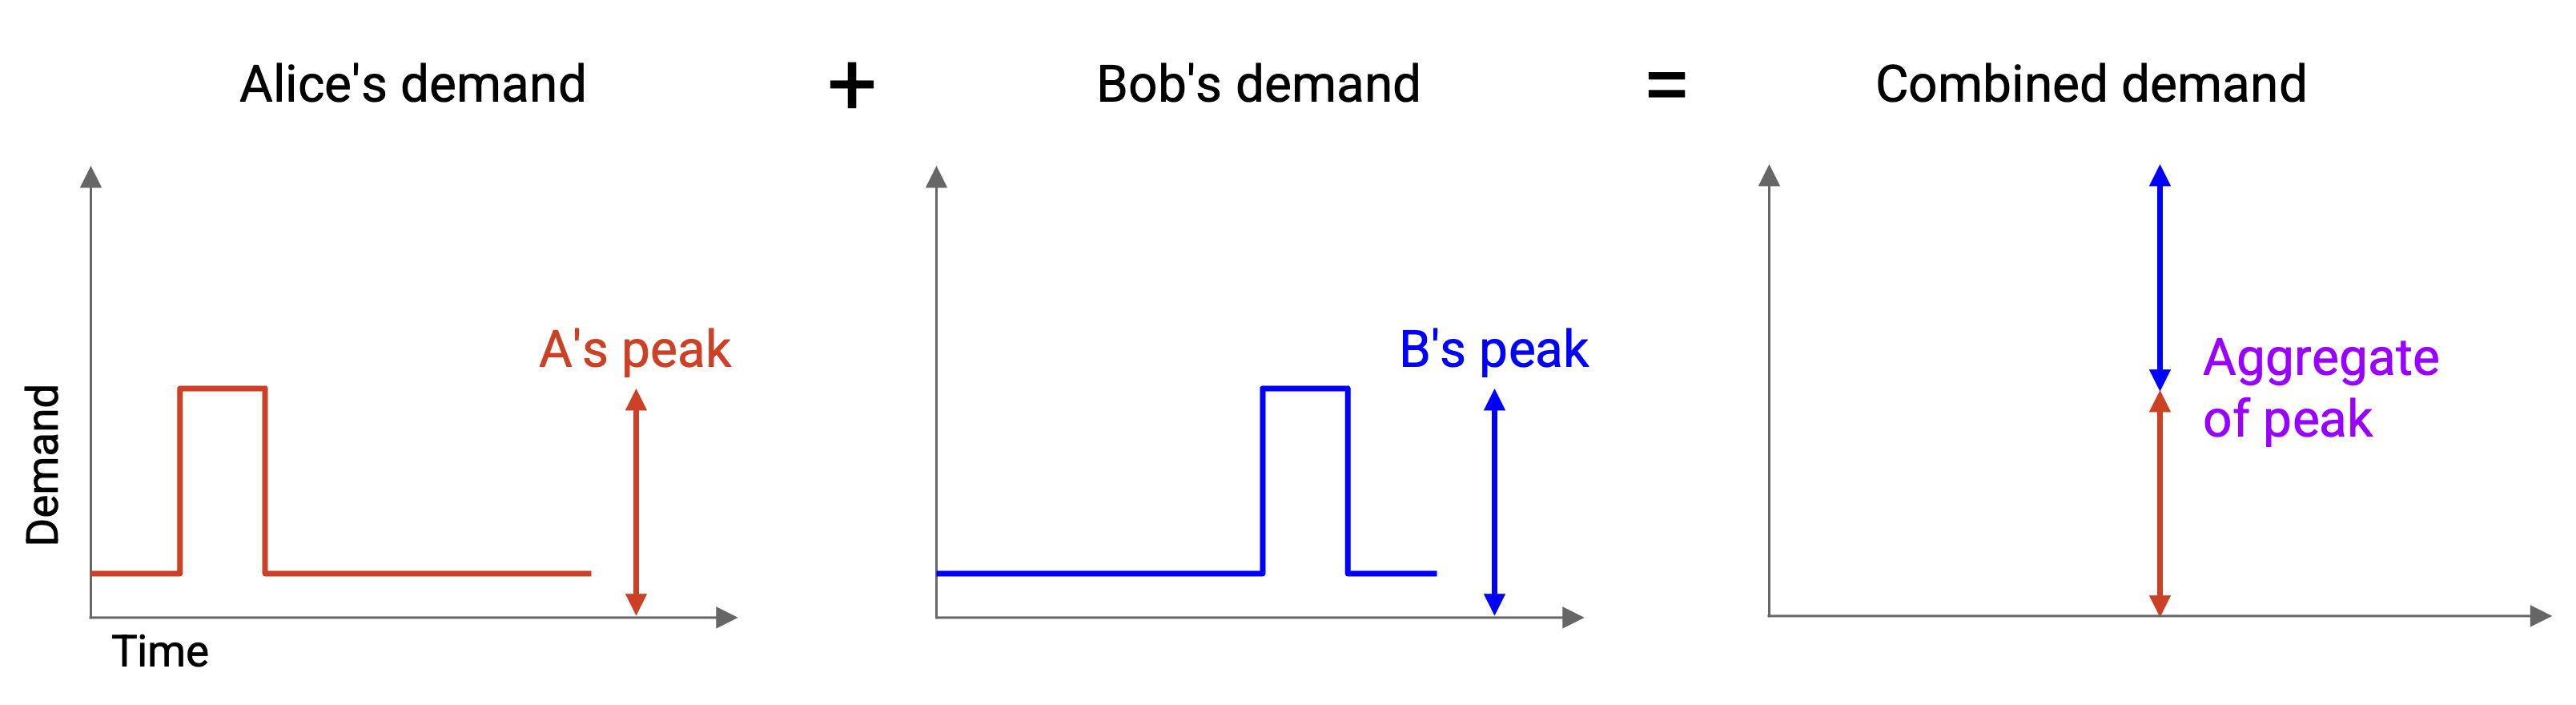 Alice's demand + Bob's demand = Combined demand
A's peak
B's peak
Aggregate
of peak
Demand
Time